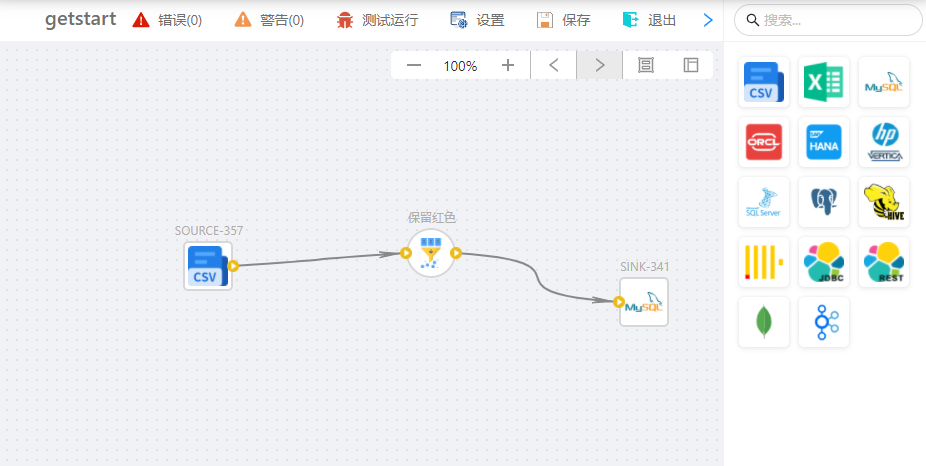 getstart 错误(0) 警告(0) 测试运行 设置 保存 退出 搜索...
100%
CSV MySQL
ORCL SAP HANA hp VERTICA
Microsoft SQL Server HIVE
JDBC REST
保留红色
SOURCE-357
CSV
SINK-341
MySQL